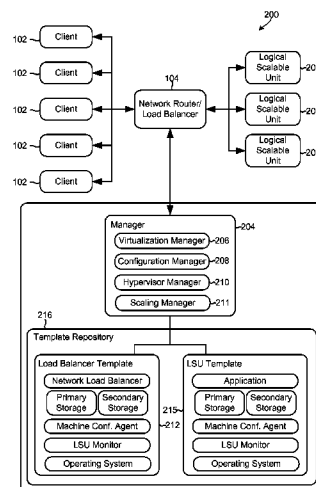 200
102
Client
102
Client
102
Client
102
Client
102
Client
104
Network Router/
Load Balancer
Logical
Scalable
Unit
20
Logical
Scalable
Unit
20
Logical
Scalable
Unit
20
Manager
204
Virtualization Manager
206
Configuration Manager
208
Hypervisor Manager
210
Scaling Manager
211
216
Template Repository
Load Balancer Template
Network Load Balancer
Primary
Storage
Secondary
Storage
Machine Conf. Agent
LSU Monitor
Operating System
212
215
LSU Template
Application
Primary
Storage
Secondary
Storage
Machine Conf. Agent
LSU Monitor
Operating System